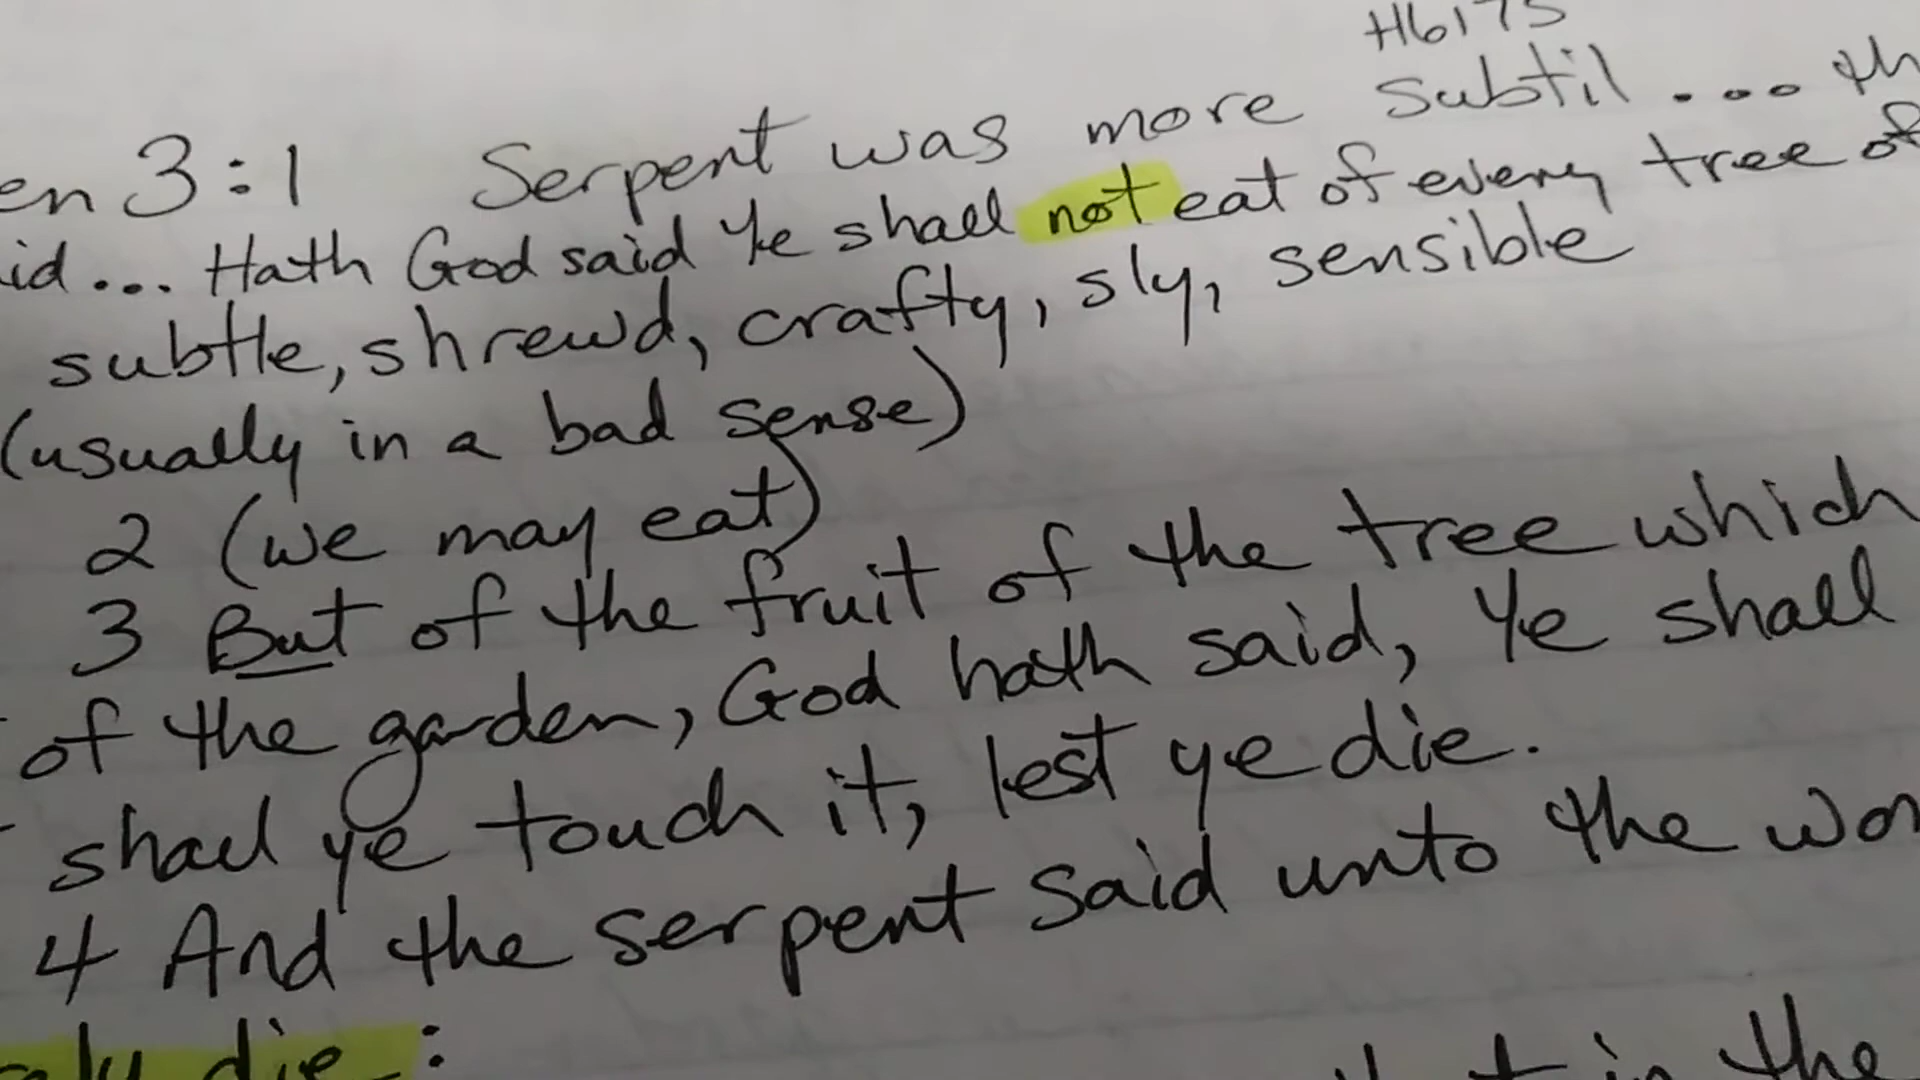 H6175
en 3:1 Serpent was more subtil .... th
id... Hath God said Ye shall not eat of every tree of
subtle, shrewd, crafty, sly, sensible
(usually in a bad sense)
2 (we may eat)
3 But of the fruit of the tree which
of the garden, God hath said, Ye shall
shall ye touch it, lest ye die.
4 And the serpent said unto the wo
ely die:
in the